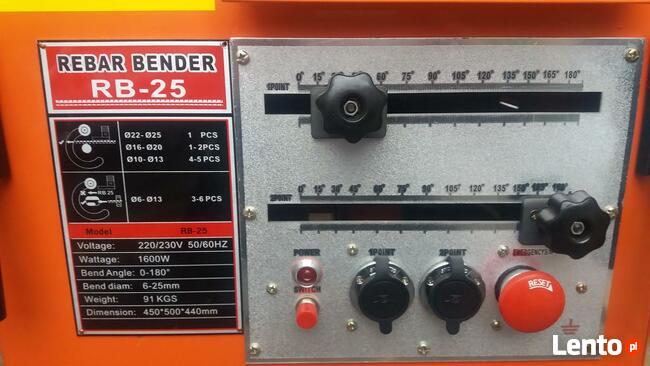 REBAR BENDER
RB-25
Ø22-Ø25 1 PCS
Ø16-Ø20 1-2PCS
Ø10-Ø13 4-5 PCS
RB 25
Ø6-Ø13 3-6 PCS
Model RB-25
Voltage: 220/230V 50/60HZ
Wattage: 1600W
Bend Angle: 0-180°
Bend diam: 6-25mm
Weight: 91 KGS
Dimension: 450*500*440mm
0° 15° 60° 75° 90° 105° 120° 135° 150° 165° 180°
1POINT
0° 15° 30° 45° 60° 75° 90° 105° 120° 135° 150°
2POINT
POWER 1POINT 2POINT
SWITCH
RESET
Lento.pl